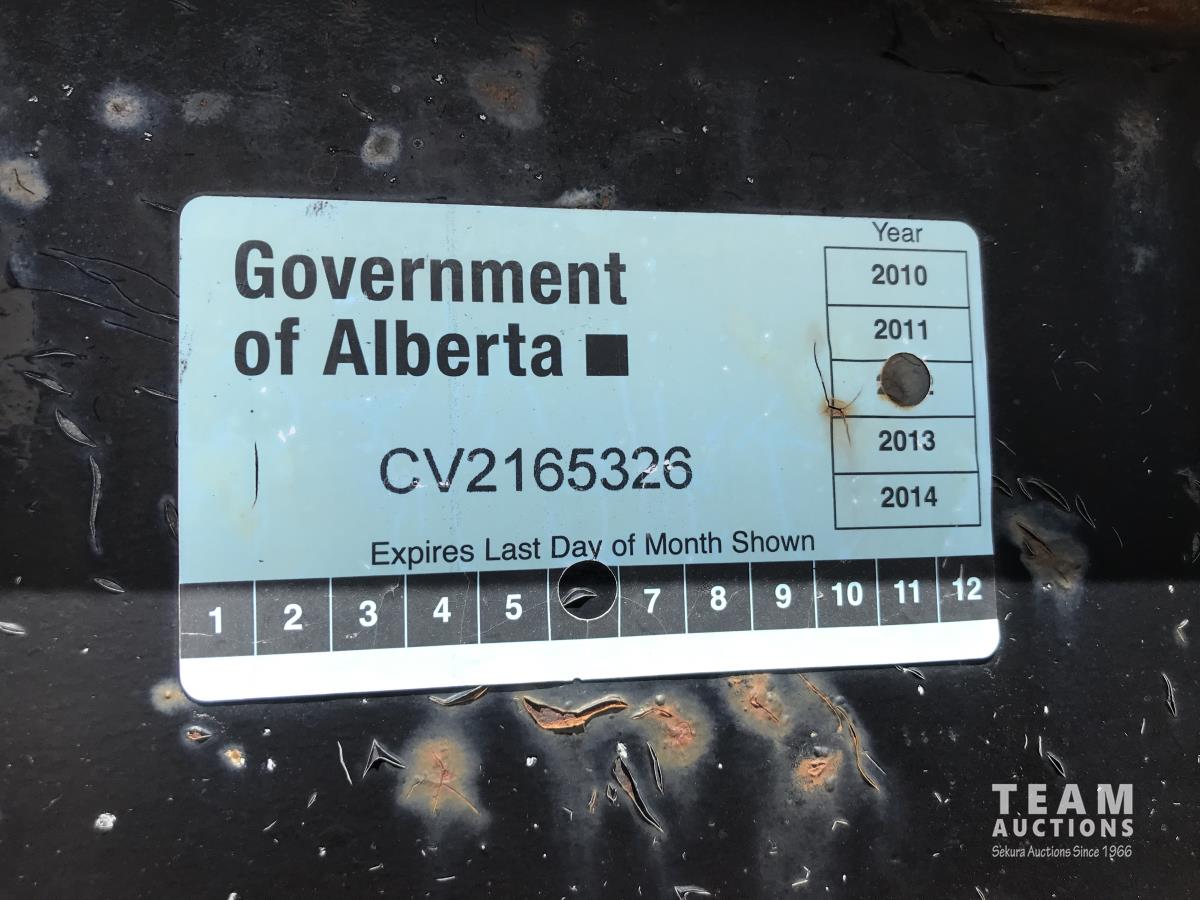 Government
of Alberta
CV2165326
Expires Last Day of Month Shown
Year
2010
2011
2013
2014
1 2 3 4 5 7 8 9 10 11 12
TEAM
AUCTIONS
Sekura Auctions Since 1966